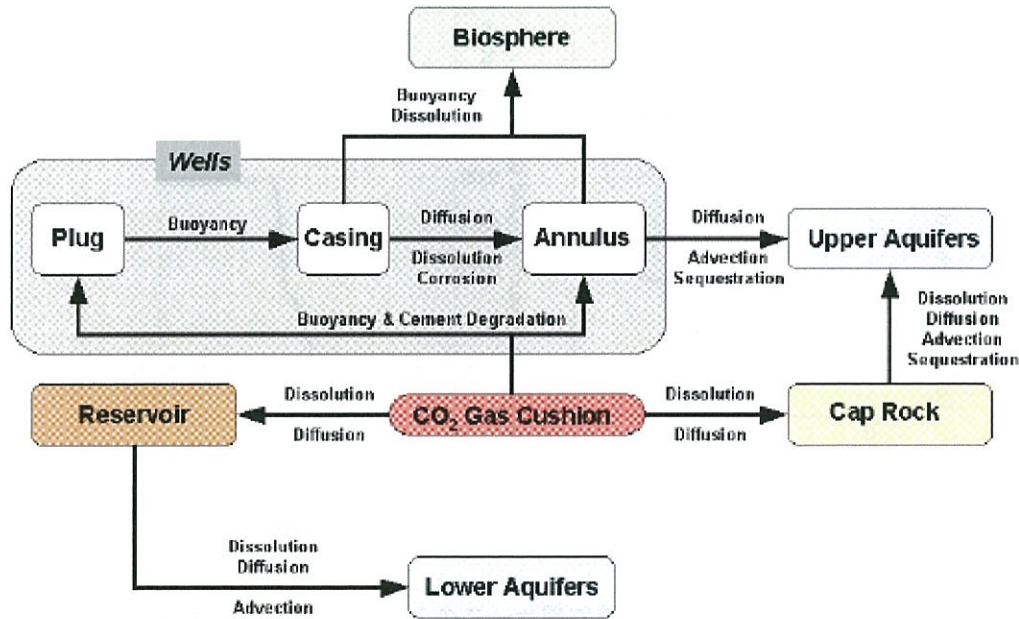 Biosphere
Buoyancy
Dissolution
Wells
Plug
Buoyancy
Casing
Diffusion
Dissolution
Corrosion
Annulus
Diffusion
Advection
Sequestration
Upper Aquifers
Buoyancy & Cement Degradation
Dissolution
Diffusion
Advection
Sequestration
Reservoir
Dissolution
Diffusion
CO₂ Gas Cushion
Dissolution
Diffusion
Cap Rock
Dissolution
Diffusion
Advection
Lower Aquifers